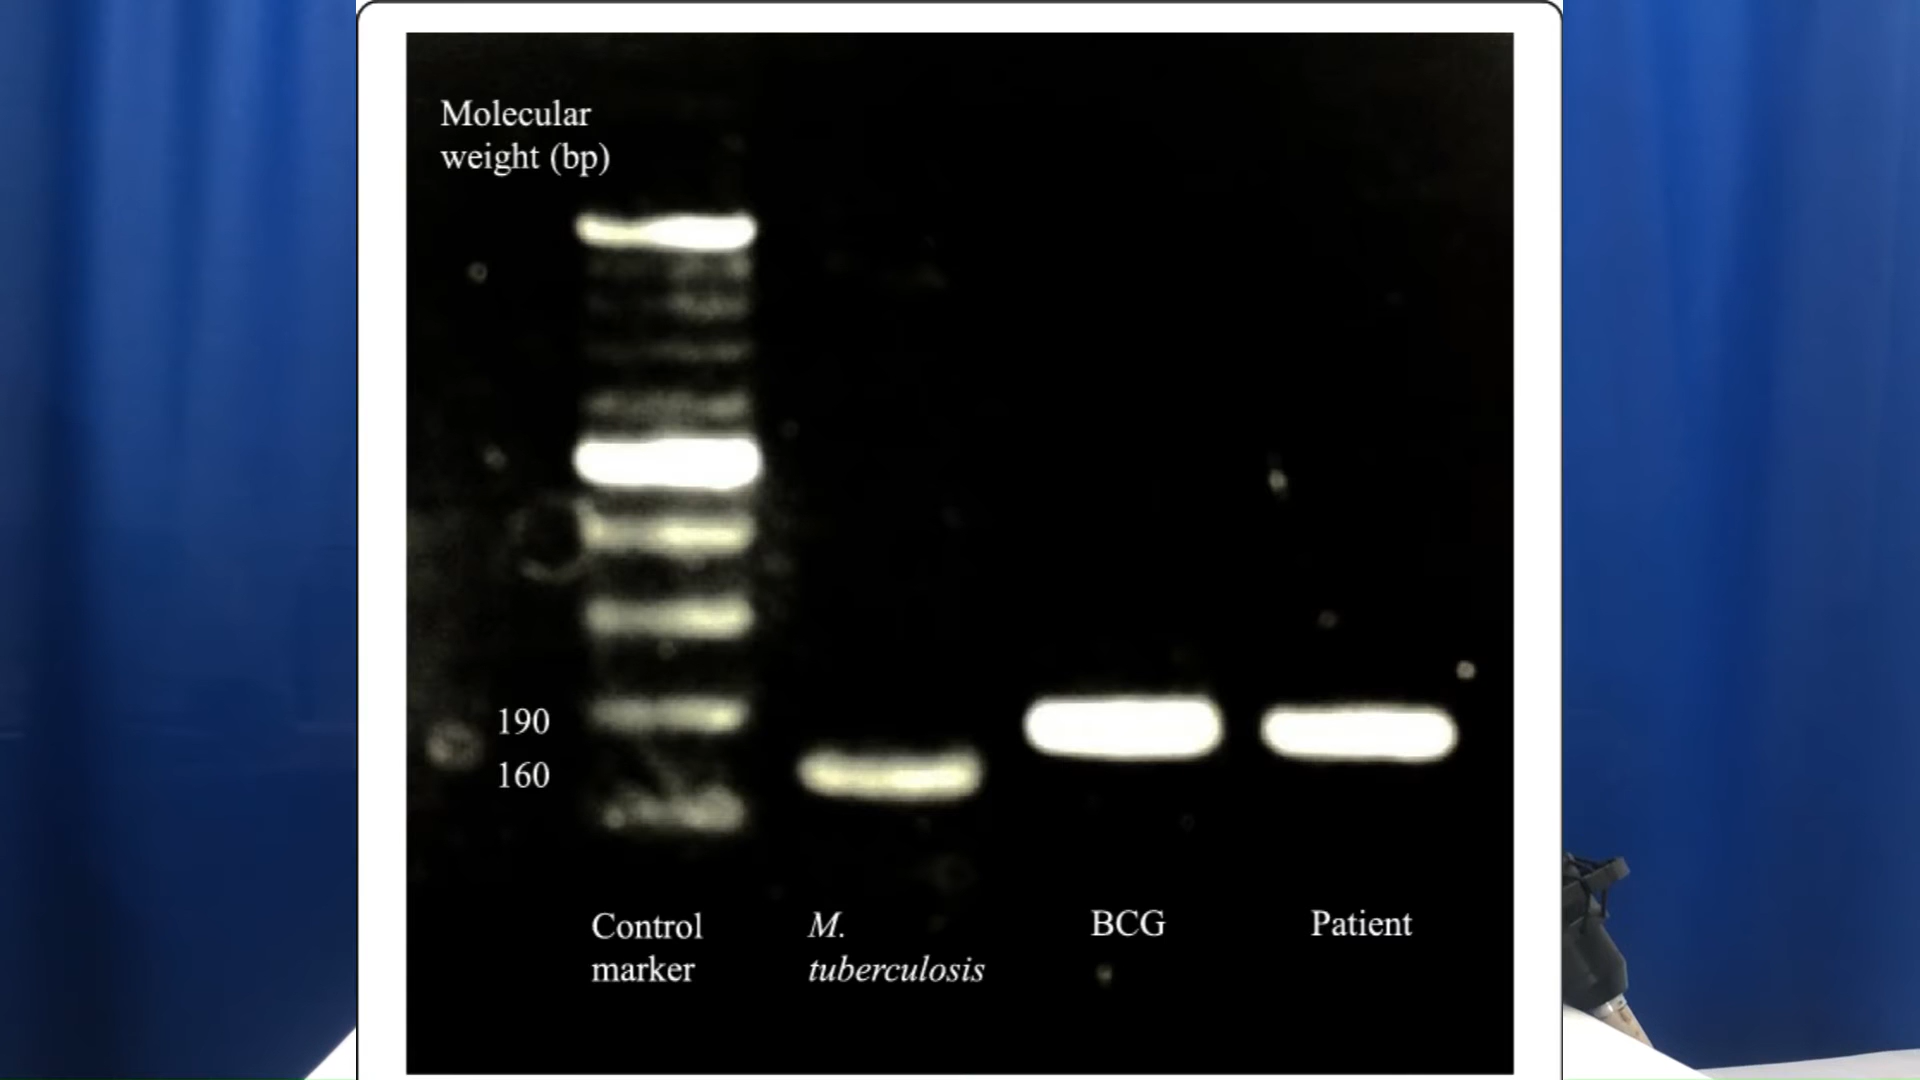 Molecular
weight (bp)
190
160
Control
marker
M.
tuberculosis
BCG
Patient